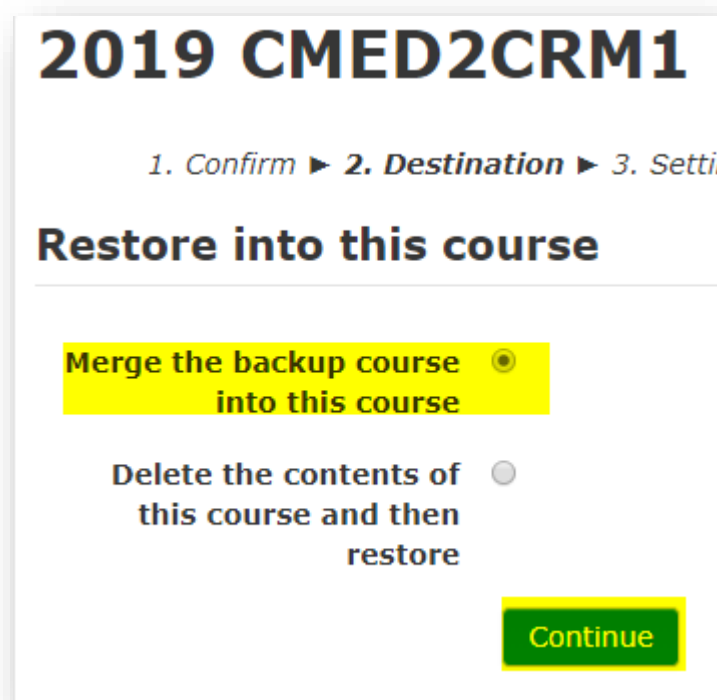 2019 CMED2CRM1
1. Confirm ► 2. Destination ► 3. Setti
Restore into this course
Merge the backup course
into this course
Delete the contents of
this course and then
restore
Continue